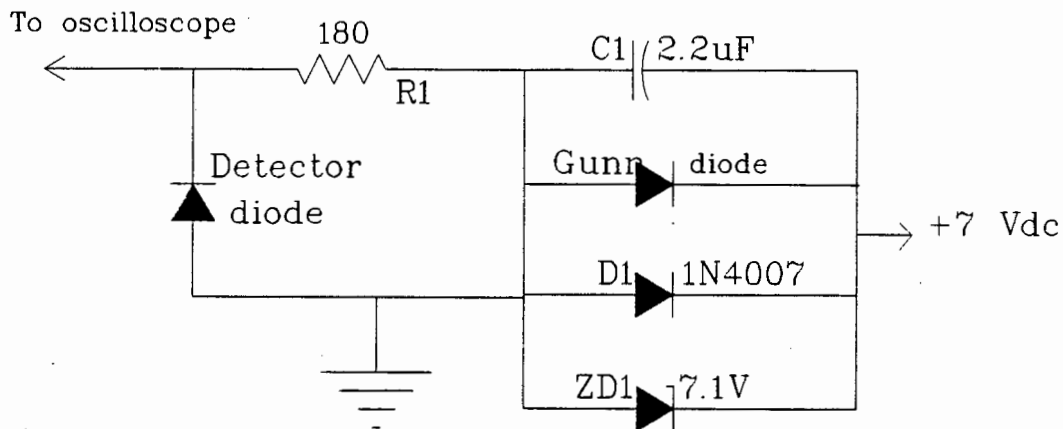 To oscilloscope
180
R1
C1 2.2uF
Detector
diode
Gunn diode
+7 Vdc
D1 1N4007
ZD1 7.1V